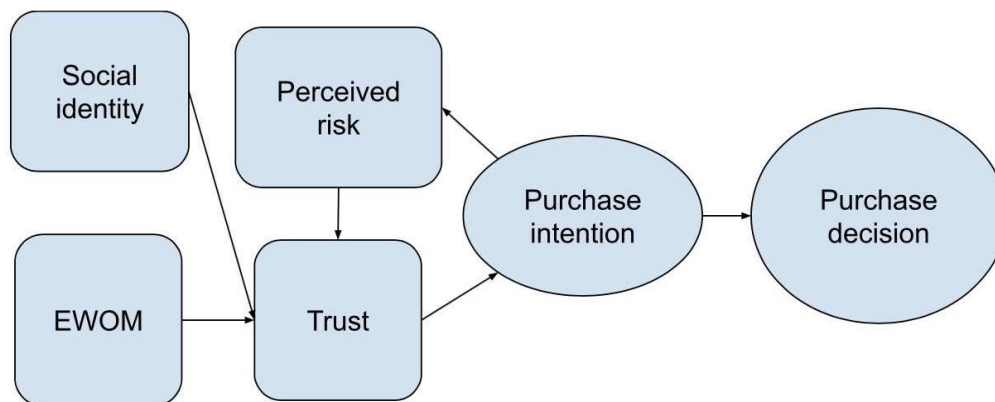 Social
identity
Perceived
risk
Purchase
intention
Purchase
decision
EWOM
Trust